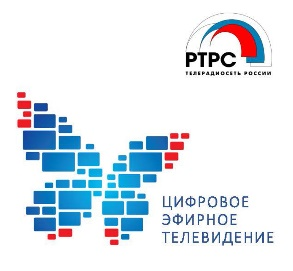 РТРС
ТЕЛЕРАДИОСЕТЬ РОССИИ
ЦИФРОВОЕ
ЭФИРНОЕ
ТЕЛЕВИДЕНИЕ